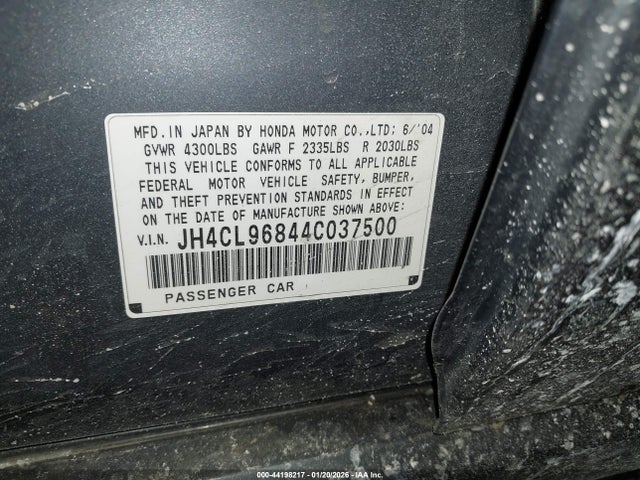 MFD. IN JAPAN BY HONDA MOTOR CO.,LTD: 6/'04
GVWR 4300LBS GAWR F 2335LBS R 2030LBS
THIS VEHICLE CONFORMS TO ALL APPLICABLE
FEDERAL MOTOR VEHICLE SAFETY, BUMPER,
AND THEFT PREVENTION STANDARDS IN EFFECT
ON THE DATE OF MANUFACTURE SHOWN ABOVE:
V.I.N. JH4CL96844C037500
PASSENGER CAR
000-44198217 - 01/20/2026 - IAA Inc.